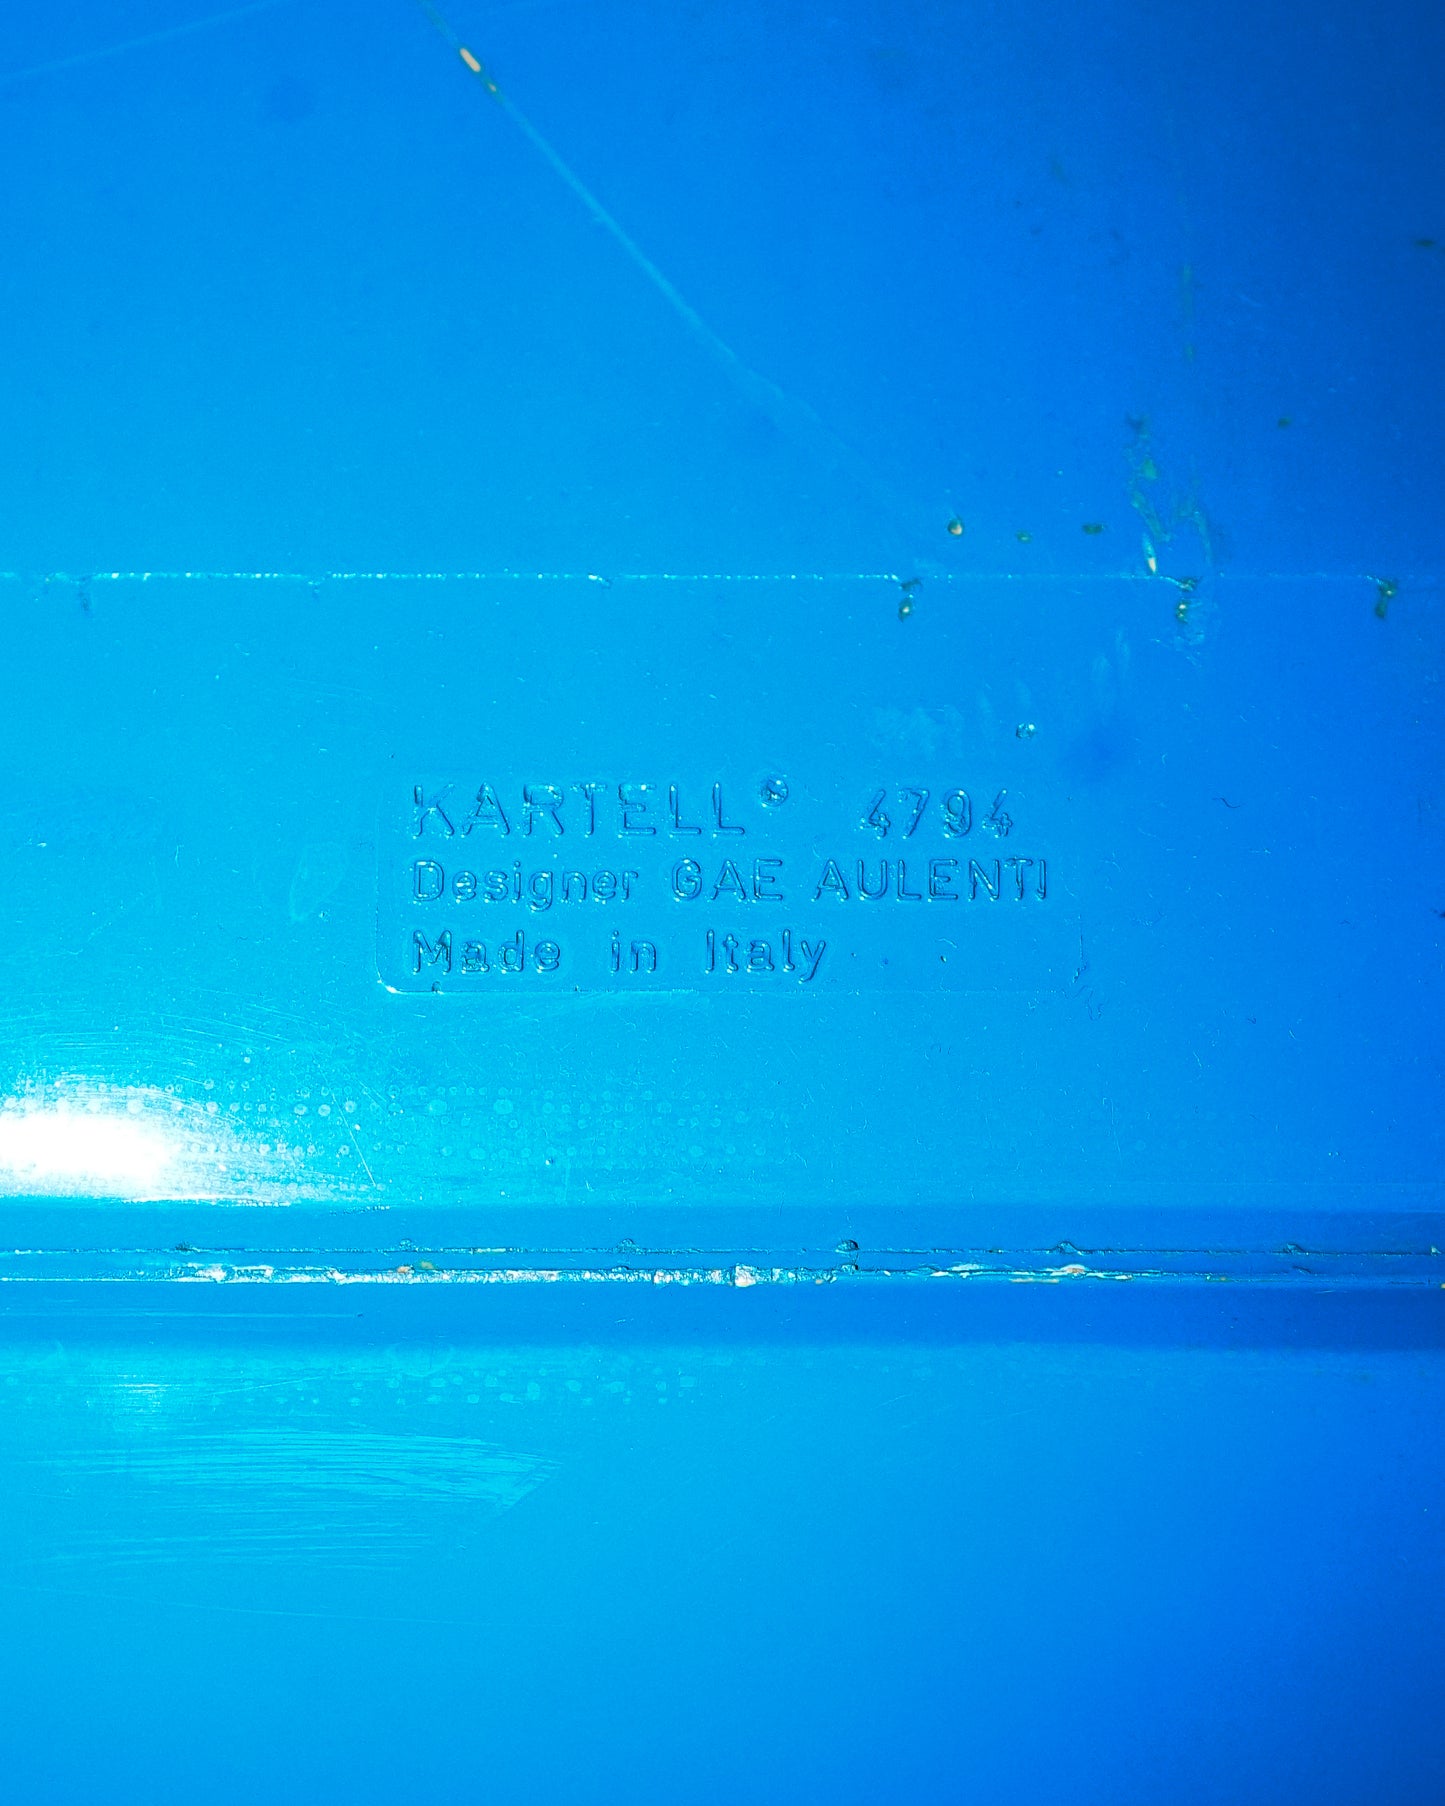 KARTELL® 4794
Designer GAE AULENTI
Made in Italy